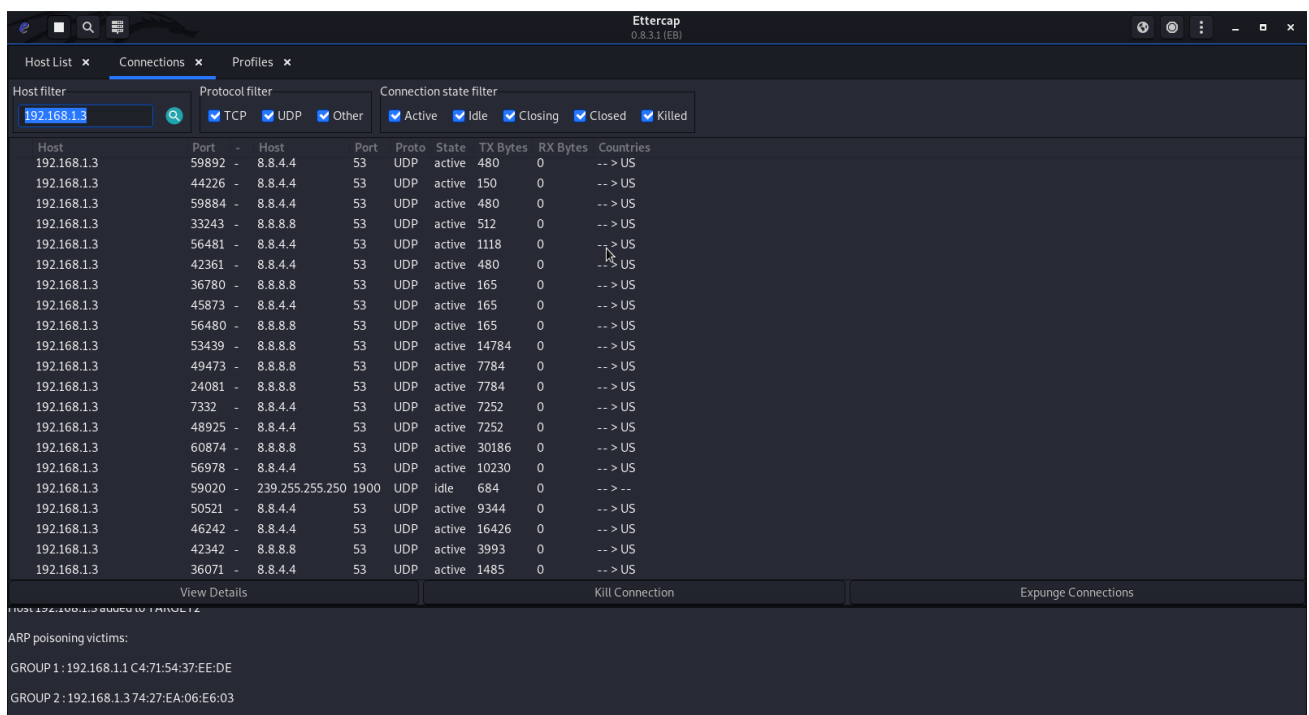 Ettercap
0.8.3.1 (EB)
Host List × Connections × Profiles ×
Host filter Protocol filter Connection state filter
192.168.1.3 TCP UDP Other Active Idle Closing Closed Killed
Host Port - Host Port Proto State TX Bytes RX Bytes Countries
192.168.1.3 59892 - 8.8.4.4 53 UDP active 480 0 -- > US
192.168.1.3 44226 - 8.8.4.4 53 UDP active 150 0 -- > US
192.168.1.3 59884 - 8.8.4.4 53 UDP active 480 0 -- > US
192.168.1.3 33243 - 8.8.8.8 53 UDP active 512 0 -- > US
192.168.1.3 56481 - 8.8.4.4 53 UDP active 1118 0 -- > US
192.168.1.3 42361 - 8.8.4.4 53 UDP active 480 0 -- > US
192.168.1.3 36780 - 8.8.8.8 53 UDP active 165 0 -- > US
192.168.1.3 45873 - 8.8.4.4 53 UDP active 165 0 -- > US
192.168.1.3 56480 - 8.8.8.8 53 UDP active 165 0 -- > US
192.168.1.3 53439 - 8.8.8.8 53 UDP active 14784 0 -- > US
192.168.1.3 49473 - 8.8.8.8 53 UDP active 7784 0 -- > US
192.168.1.3 24081 - 8.8.8.8 53 UDP active 7784 0 -- > US
192.168.1.3 7332 - 8.8.4.4 53 UDP active 7252 0 -- > US
192.168.1.3 48925 - 8.8.4.4 53 UDP active 7252 0 -- > US
192.168.1.3 60874 - 8.8.8.8 53 UDP active 30186 0 -- > US
192.168.1.3 56978 - 8.8.4.4 53 UDP active 10230 0 -- > US
192.168.1.3 59020 - 239.255.255.250 1900 UDP idle 684 0 -- > --
192.168.1.3 50521 - 8.8.4.4 53 UDP active 9344 0 -- > US
192.168.1.3 46242 - 8.8.4.4 53 UDP active 16426 0 -- > US
192.168.1.3 42342 - 8.8.8.8 53 UDP active 3993 0 -- > US
192.168.1.3 36071 - 8.8.4.4 53 UDP active 1485 0 -- > US
View Details Kill Connection Expunge Connections
Host 192.168.1.3 added to TARGET2
ARP poisoning victims:
GROUP 1 : 192.168.1.1 C4:71:54:37:EE:DE
GROUP 2 : 192.168.1.3 74:27:EA:06:E6:03